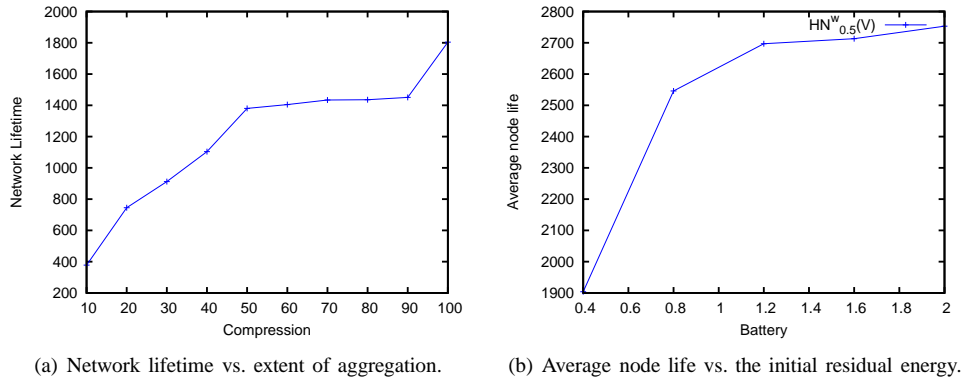 2000
1800
1600
1400
1200
1000
800
600
400
200
Network Lifetime
10 20 30 40 50 60 70 80 90 100
Compression
(a) Network lifetime vs. extent of aggregation.
2800
2700
2600
2500
2400
2300
2200
2100
2000
1900
Average node life
HN^w_0.5(V)
0.4 0.6 0.8 1 1.2 1.4 1.6 1.8 2
Battery
(b) Average node life vs. the initial residual energy.